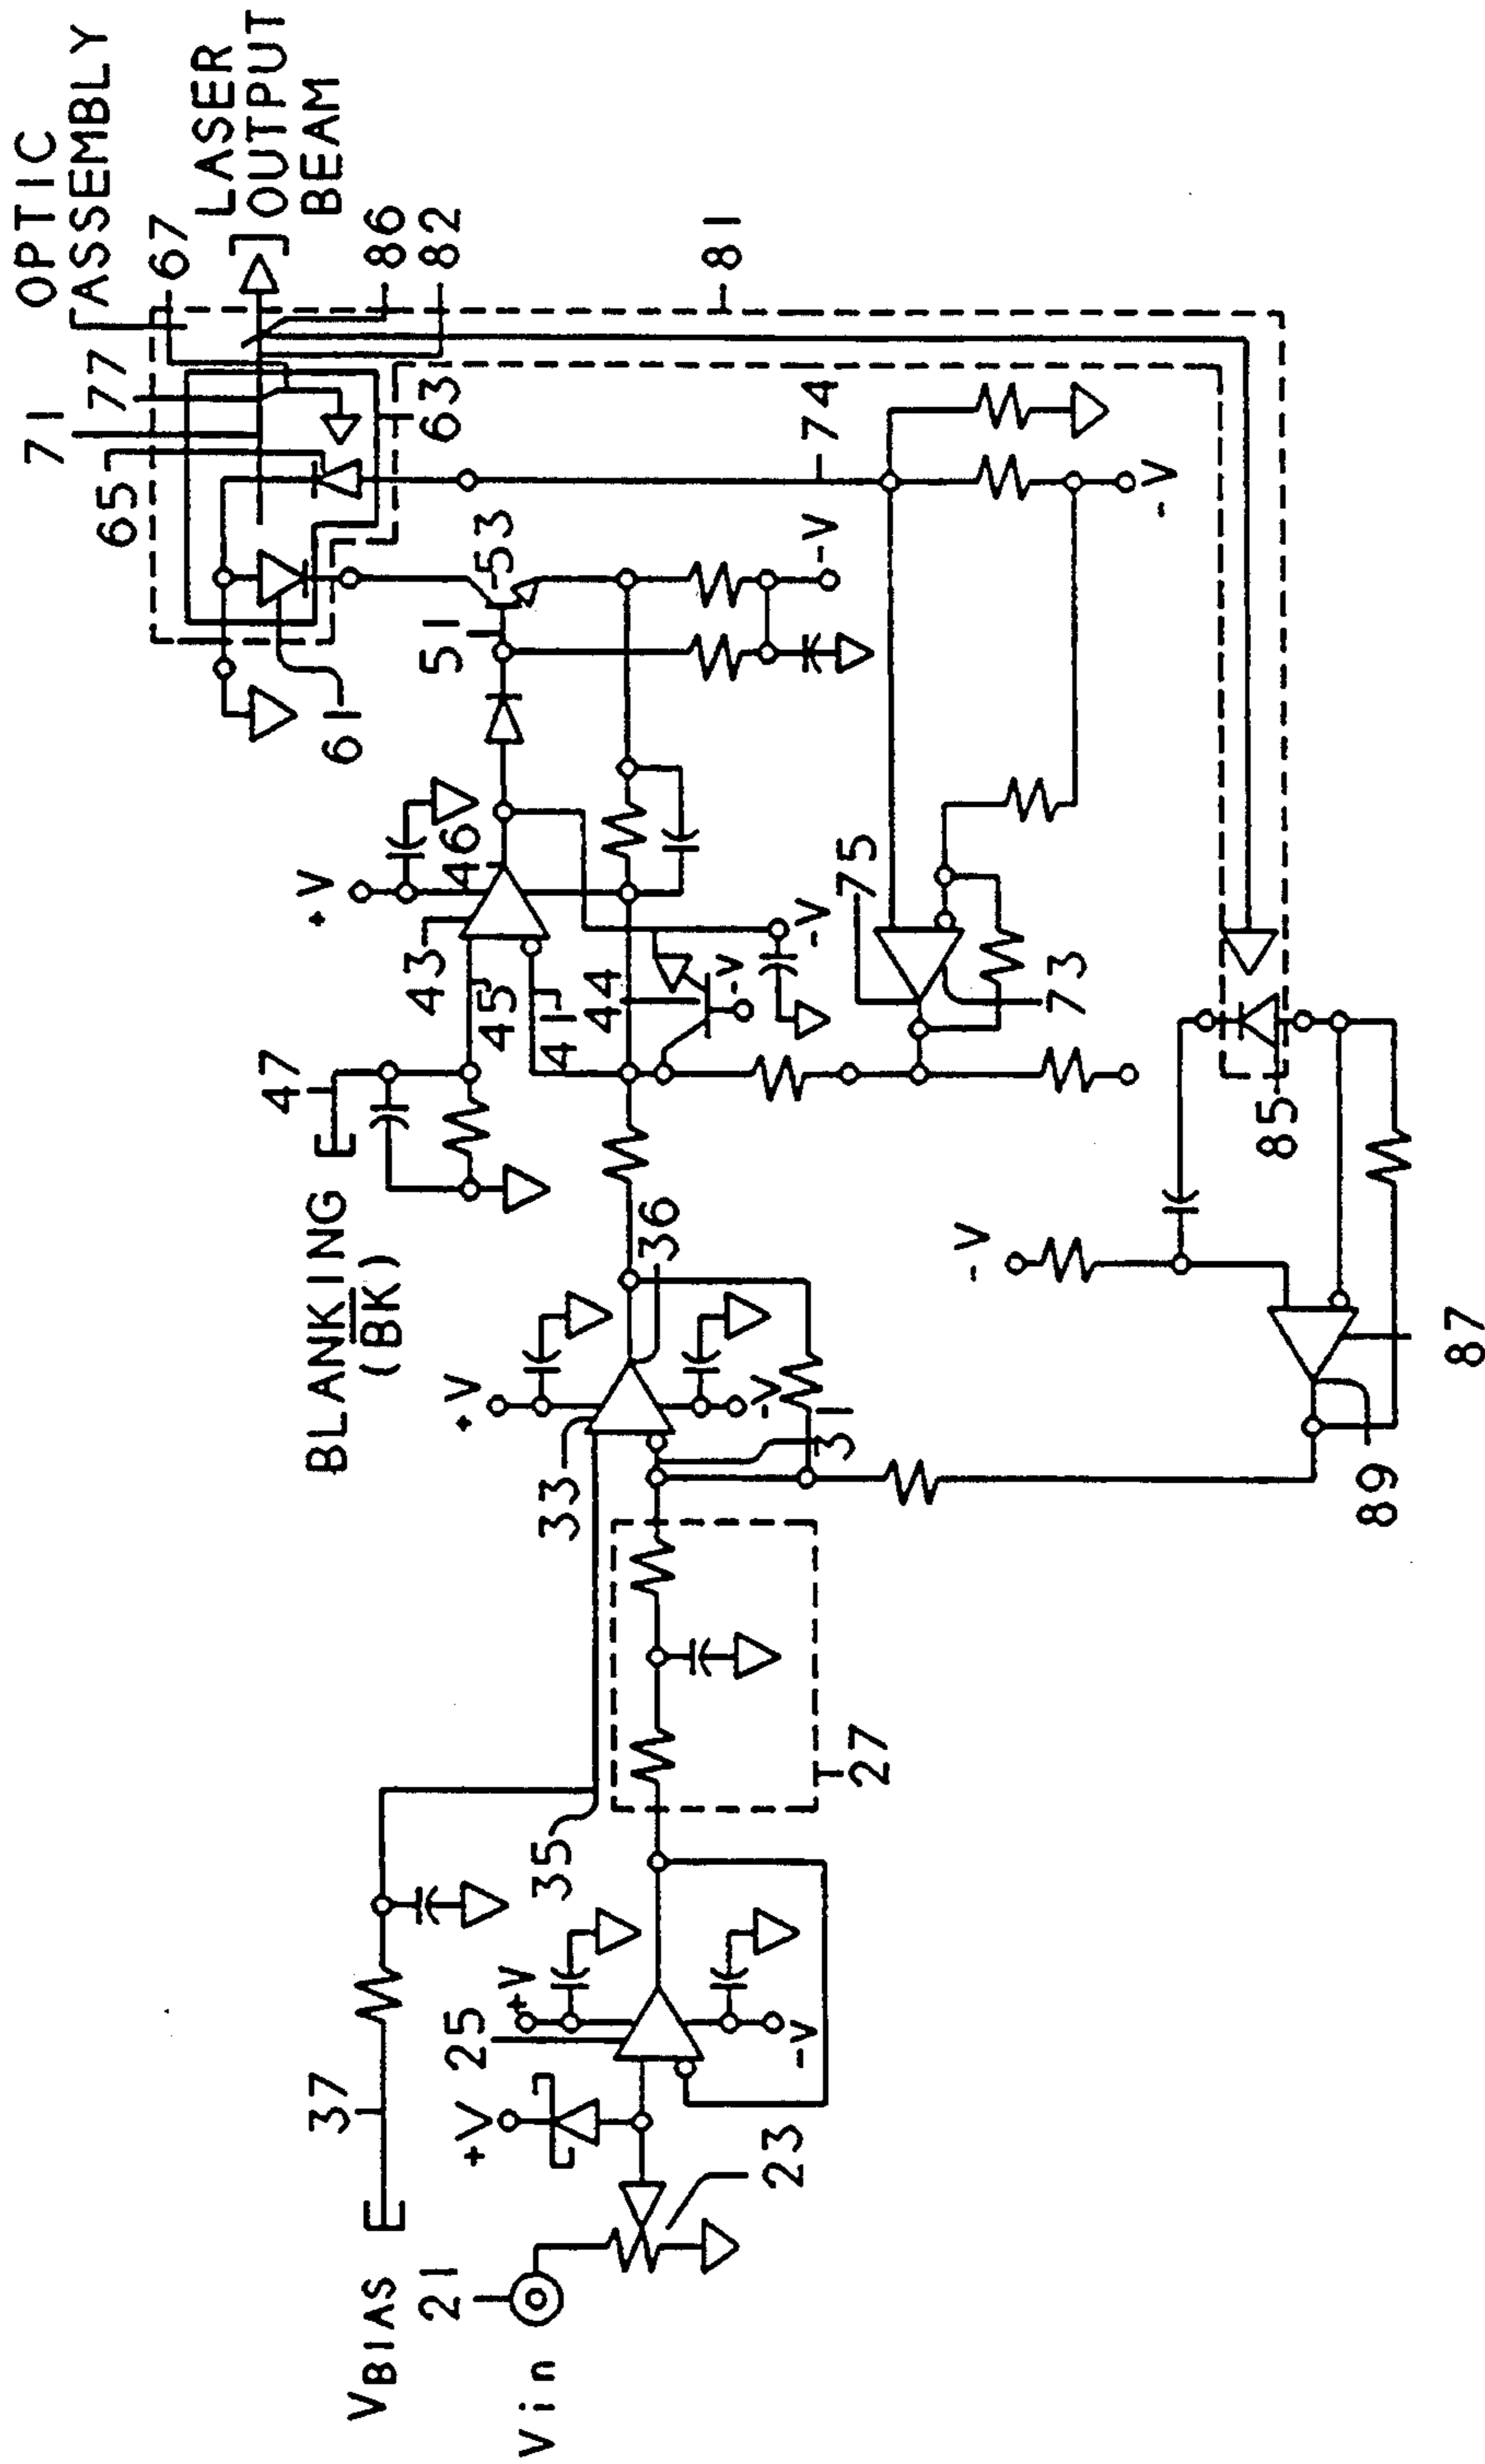 OPTIC
ASSEMBLY
LASER
OUTPUT
BEAM
71
77
67
65
86
82
63
81
61
51
53
-V
74
-V
+V
43
46
45
41
44
-V
-V
75
73
47
BLANKING
(B̅K̅)
+V
33
36
-V
31
-V
85
87
89
35
27
VBIAS
37
21
Vin
+V
25
+V
-V
23